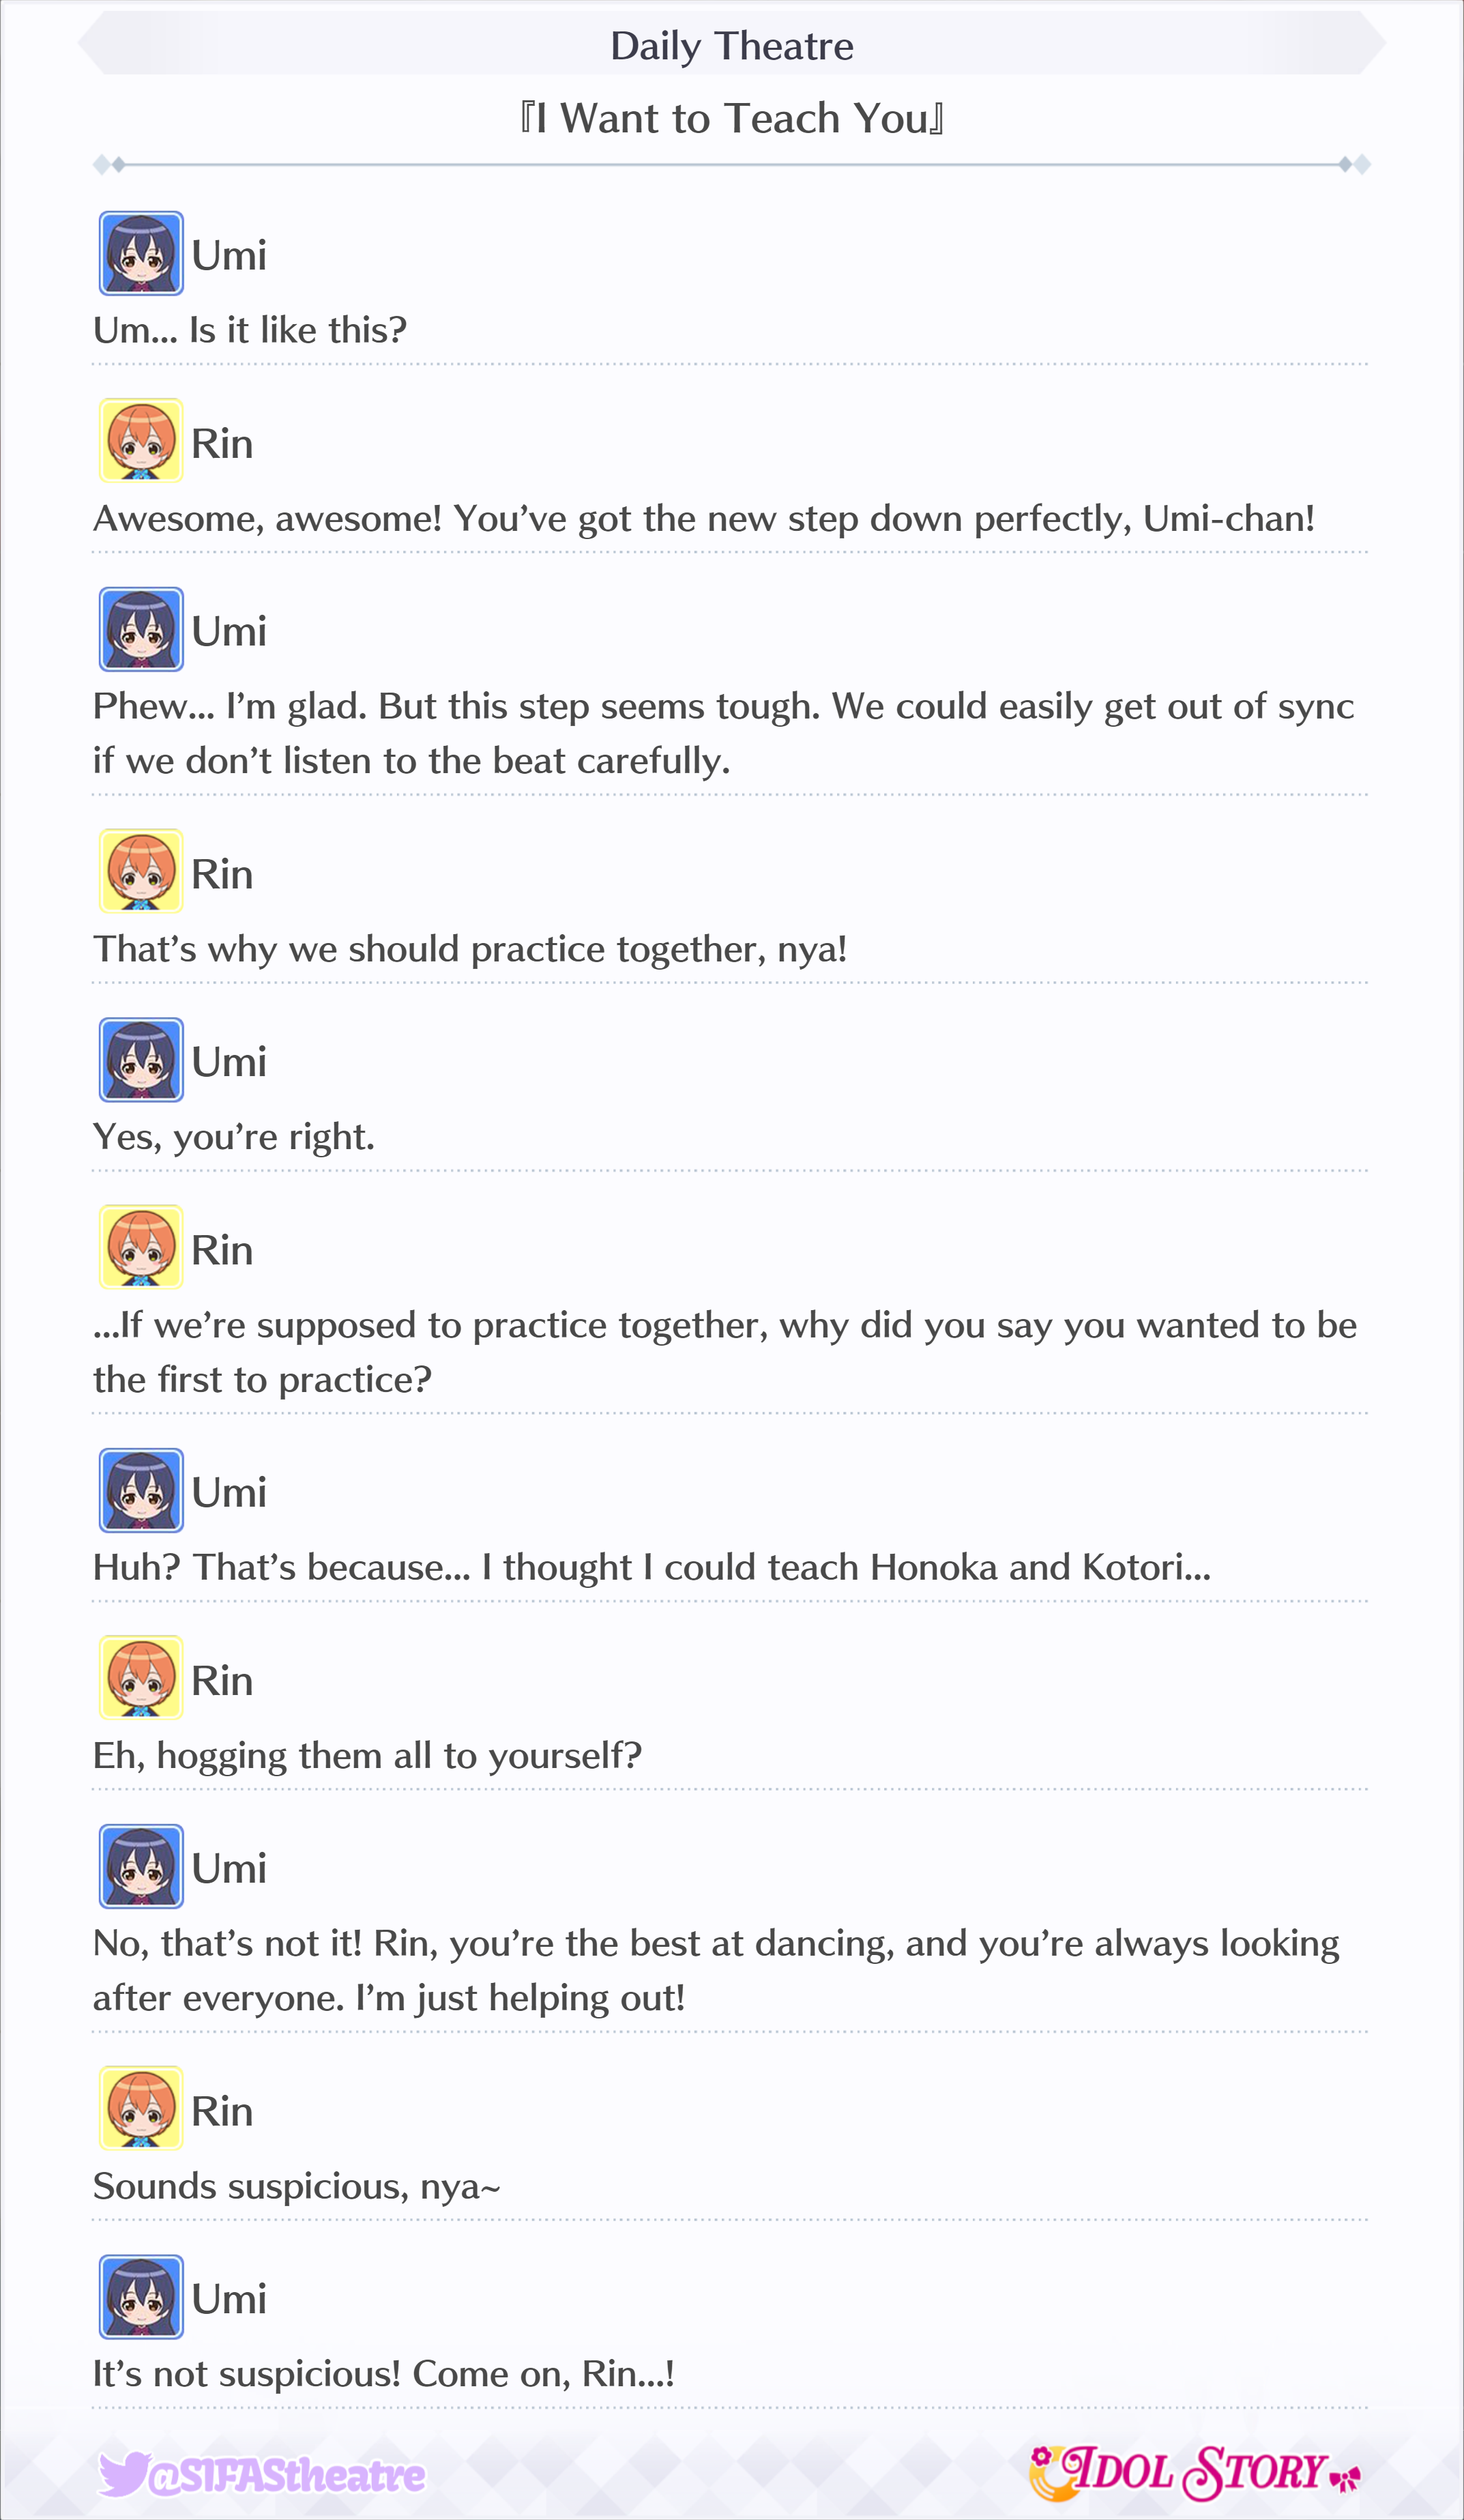 Daily Theatre
『I Want to Teach You』
Umi
Um... Is it like this?
Rin
Awesome, awesome! You’ve got the new step down perfectly, Umi-chan!
Umi
Phew... I’m glad. But this step seems tough. We could easily get out of sync
if we don’t listen to the beat carefully.
Rin
That’s why we should practice together, nya!
Umi
Yes, you’re right.
Rin
...If we’re supposed to practice together, why did you say you wanted to be
the first to practice?
Umi
Huh? That’s because... I thought I could teach Honoka and Kotori...
Rin
Eh, hogging them all to yourself?
Umi
No, that’s not it! Rin, you’re the best at dancing, and you’re always looking
after everyone. I’m just helping out!
Rin
Sounds suspicious, nya~
Umi
It’s not suspicious! Come on, Rin...!
@SIFAStheatre
IDOL STORY